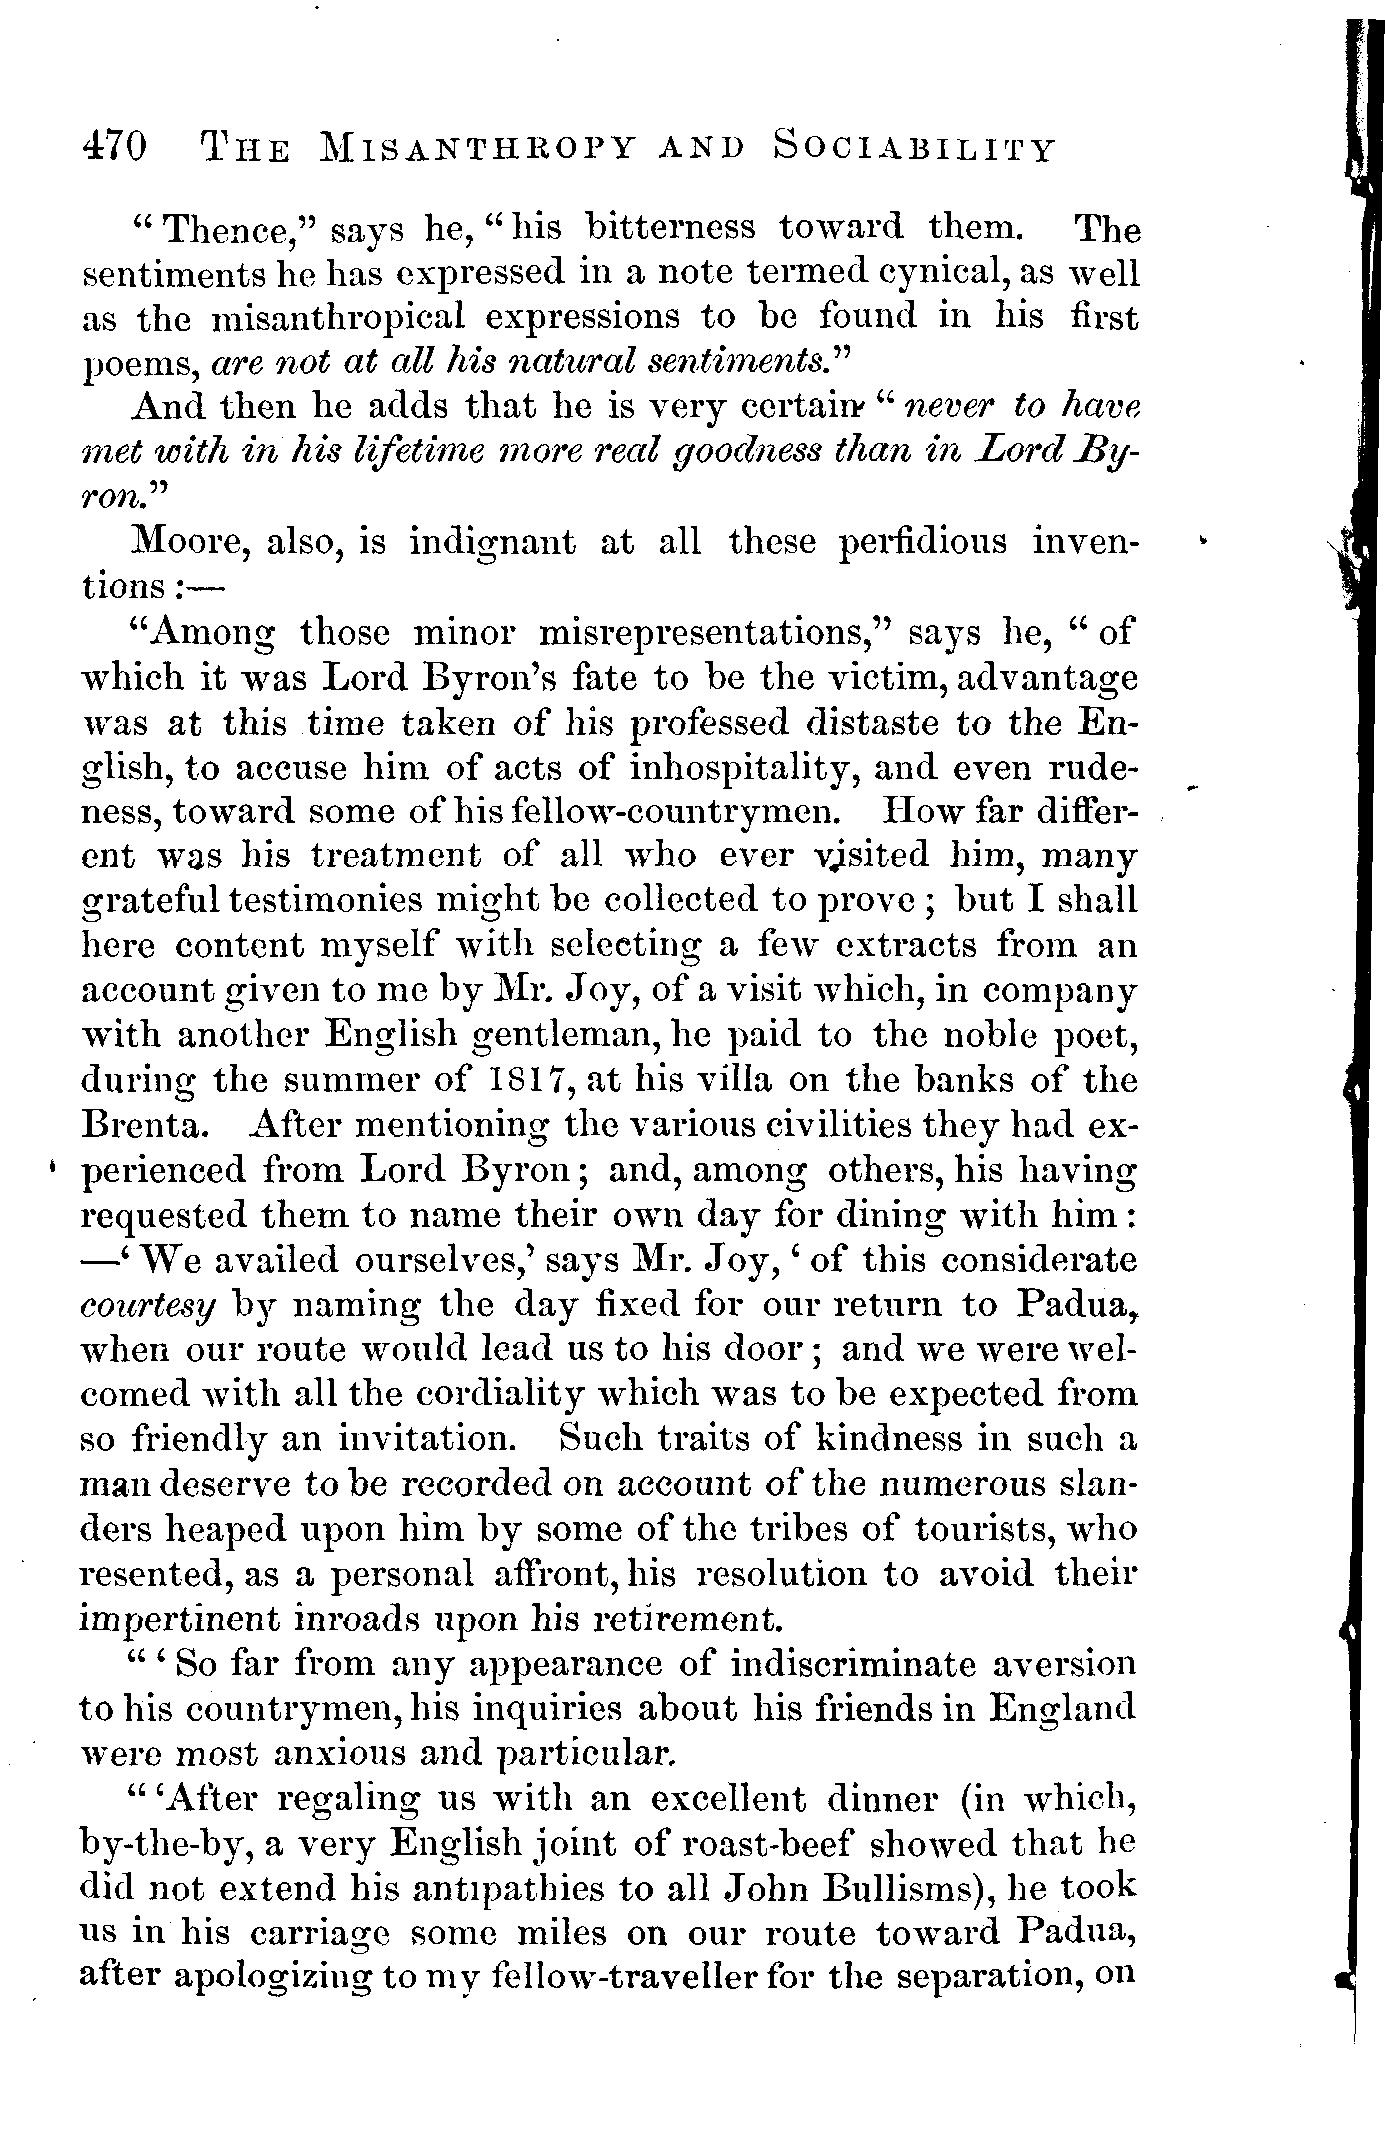 470 THE MISANTHROPY AND SOCIABILITY
“Thence,” says he, “his bitterness toward them. The
sentiments he has expressed in a note termed cynical, as well
as the misanthropical expressions to be found in his first
poems, are not at all his natural sentiments.”
And then he adds that he is very certain “never to have
met with in his lifetime more real goodness than in Lord By-
ron.”
Moore, also, is indignant at all these perfidious inven-
tions:—
“Among those minor misrepresentations,” says he, “of
which it was Lord Byron's fate to be the victim, advantage
was at this time taken of his professed distaste to the En-
glish, to accuse him of acts of inhospitality, and even rude-
ness, toward some of his fellow-countrymen. How far differ-
ent was his treatment of all who ever visited him, many
grateful testimonies might be collected to prove; but I shall
here content myself with selecting a few extracts from an
account given to me by Mr. Joy, of a visit which, in company
with another English gentleman, he paid to the noble poet,
during the summer of 1817, at his villa on the banks of the
Brenta. After mentioning the various civilities they had ex-
perienced from Lord Byron; and, among others, his having
requested them to name their own day for dining with him:
—‘We availed ourselves,’ says Mr. Joy, ‘of this considerate
courtesy by naming the day fixed for our return to Padua,
when our route would lead us to his door; and we were wel-
comed with all the cordiality which was to be expected from
so friendly an invitation. Such traits of kindness in such a
man deserve to be recorded on account of the numerous slan-
ders heaped upon him by some of the tribes of tourists, who
resented, as a personal affront, his resolution to avoid their
impertinent inroads upon his retirement.
“‘So far from any appearance of indiscriminate aversion
to his countrymen, his inquiries about his friends in England
were most anxious and particular.
“‘After regaling us with an excellent dinner (in which,
by-the-by, a very English joint of roast-beef showed that he
did not extend his antipathies to all John Bullisms), he took
us in his carriage some miles on our route toward Padua,
after apologizing to my fellow-traveller for the separation, on